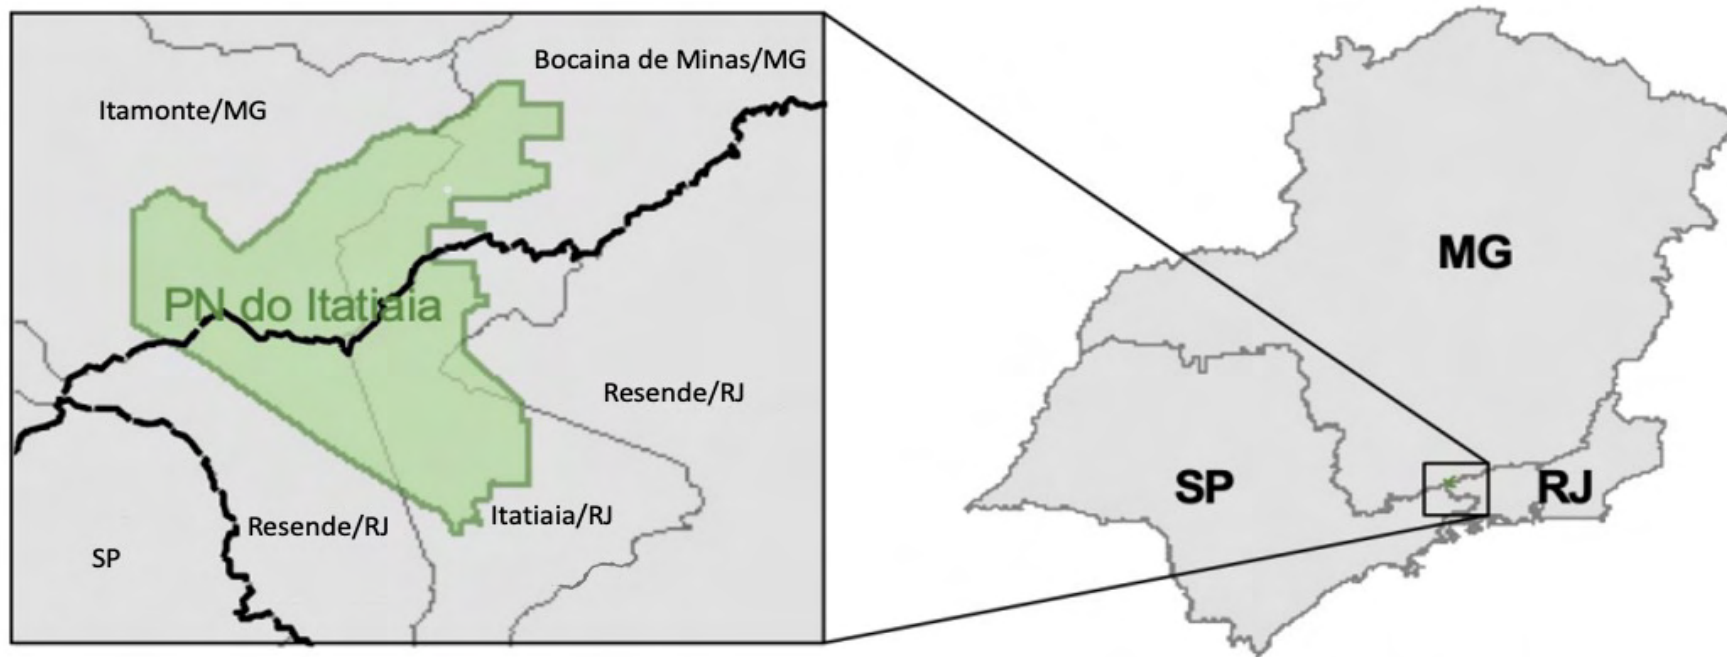 Bocaina de Minas/MG
Itamonte/MG
PN do Itatiaia
Resende/RJ
Resende/RJ
Itatiaia/RJ
SP
MG
SP
RJ